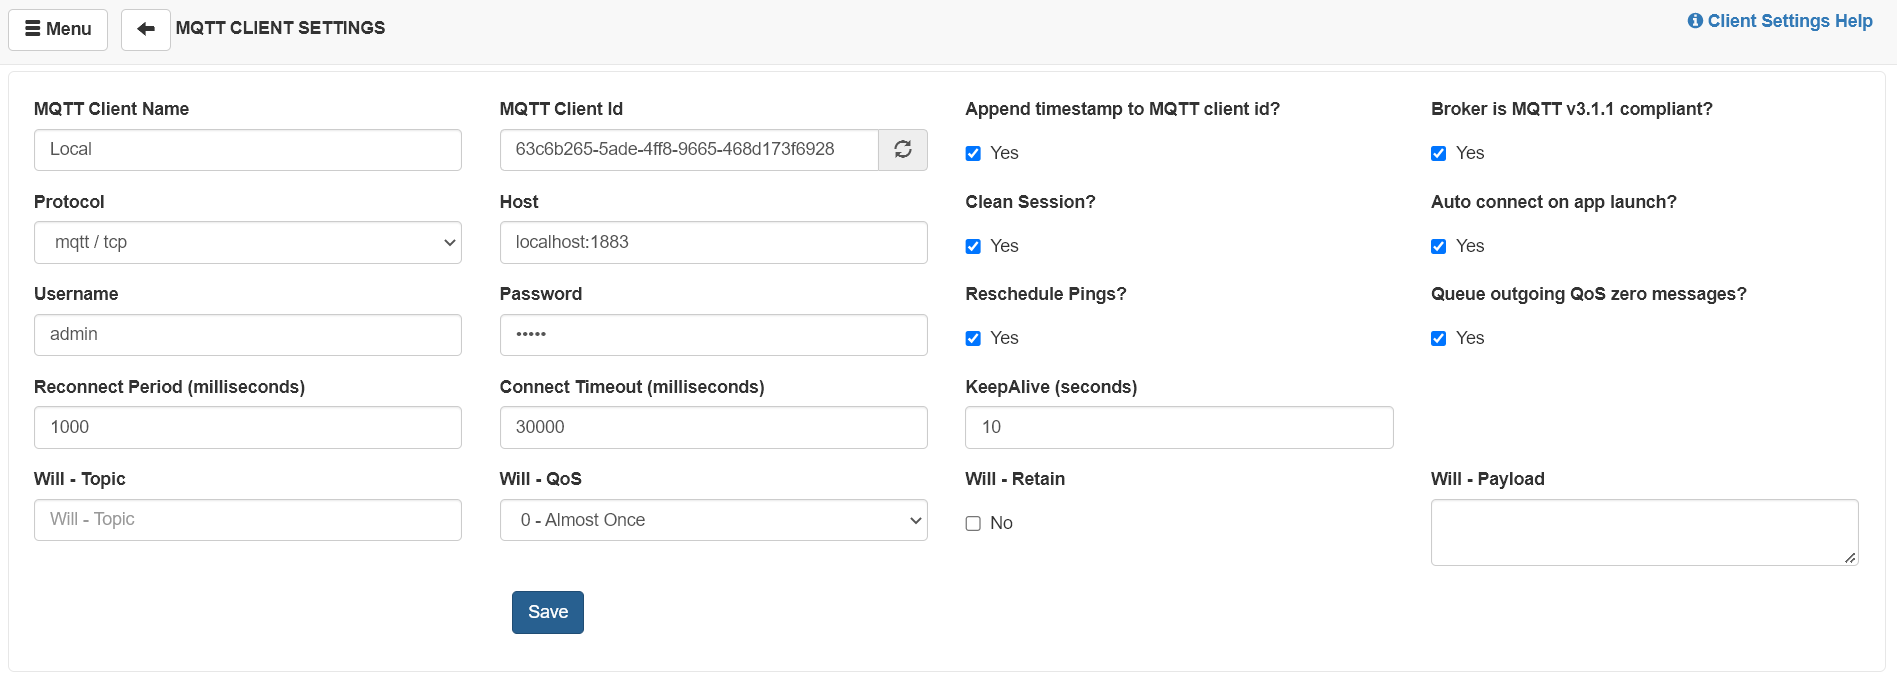 Menu
MQTT CLIENT SETTINGS
Client Settings Help
MQTT Client Name
MQTT Client Id
Append timestamp to MQTT client id?
Broker is MQTT v3.1.1 compliant?
Local
63c6b265-5ade-4ff8-9665-468d173f6928
Yes
Yes
Protocol
Host
Clean Session?
Auto connect on app launch?
mqtt / tcp
localhost:1883
Yes
Yes
Username
Password
Reschedule Pings?
Queue outgoing QoS zero messages?
admin
•••••
Yes
Yes
Reconnect Period (milliseconds)
Connect Timeout (milliseconds)
KeepAlive (seconds)
1000
30000
10
Will - Topic
Will - QoS
Will - Retain
Will - Payload
Will - Topic
0 - Almost Once
No
Save